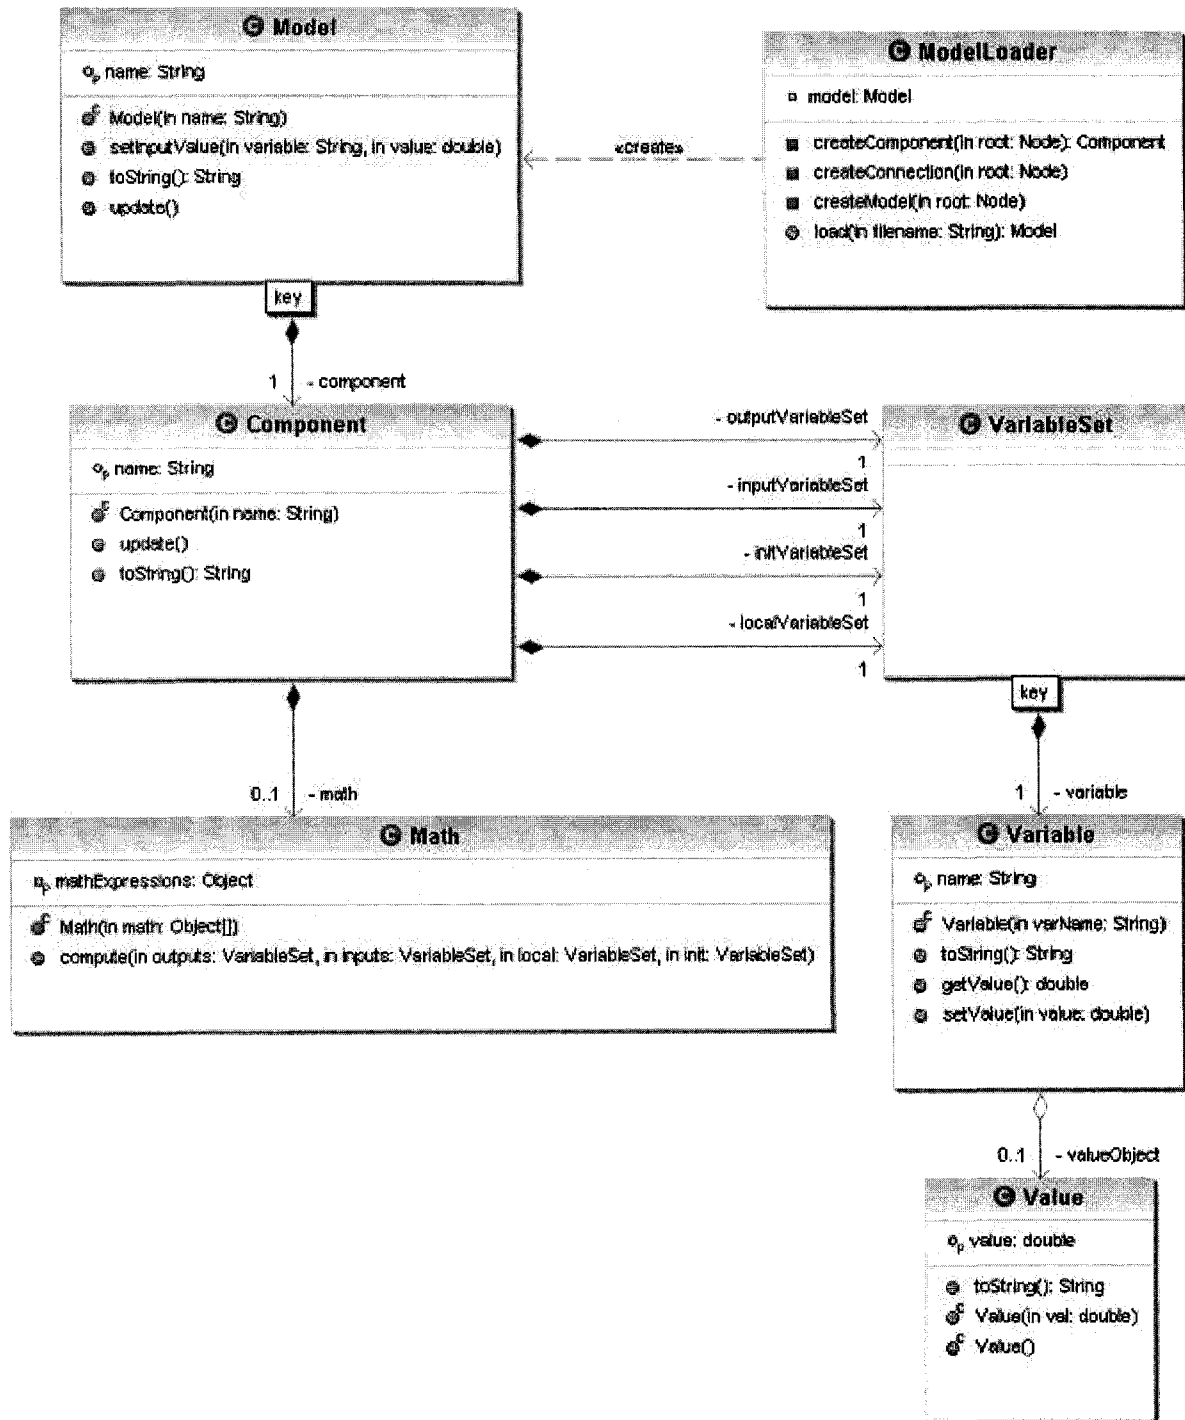 Model
name: String
Model(in name: String)
setInputValue(in variable: String, in value: double)
toString(): String
update()
ModelLoader
model: Model
createComponent(in root: Node): Component
createConnection(in root: Node)
createModel(in root: Node)
load(in filename: String): Model
«create»
key
1 - component
Component
name: String
Component(in name: String)
update()
toString(): String
- outputVariableSet
1
- inputVariableSet
1
- initVariableSet
1
- localVariableSet
1
VariableSet
key
0..1 - math
1 - variable
Math
mathExpressions: Object
Math(in math: Object[])
compute(in outputs: VariableSet, in inputs: VariableSet, in local: VariableSet, in init: VariableSet)
Variable
name: String
Variable(in varName: String)
toString(): String
getValue(): double
setValue(in value: double)
0..1 - valueObject
Value
value: double
toString(): String
Value(in val: double)
Value()